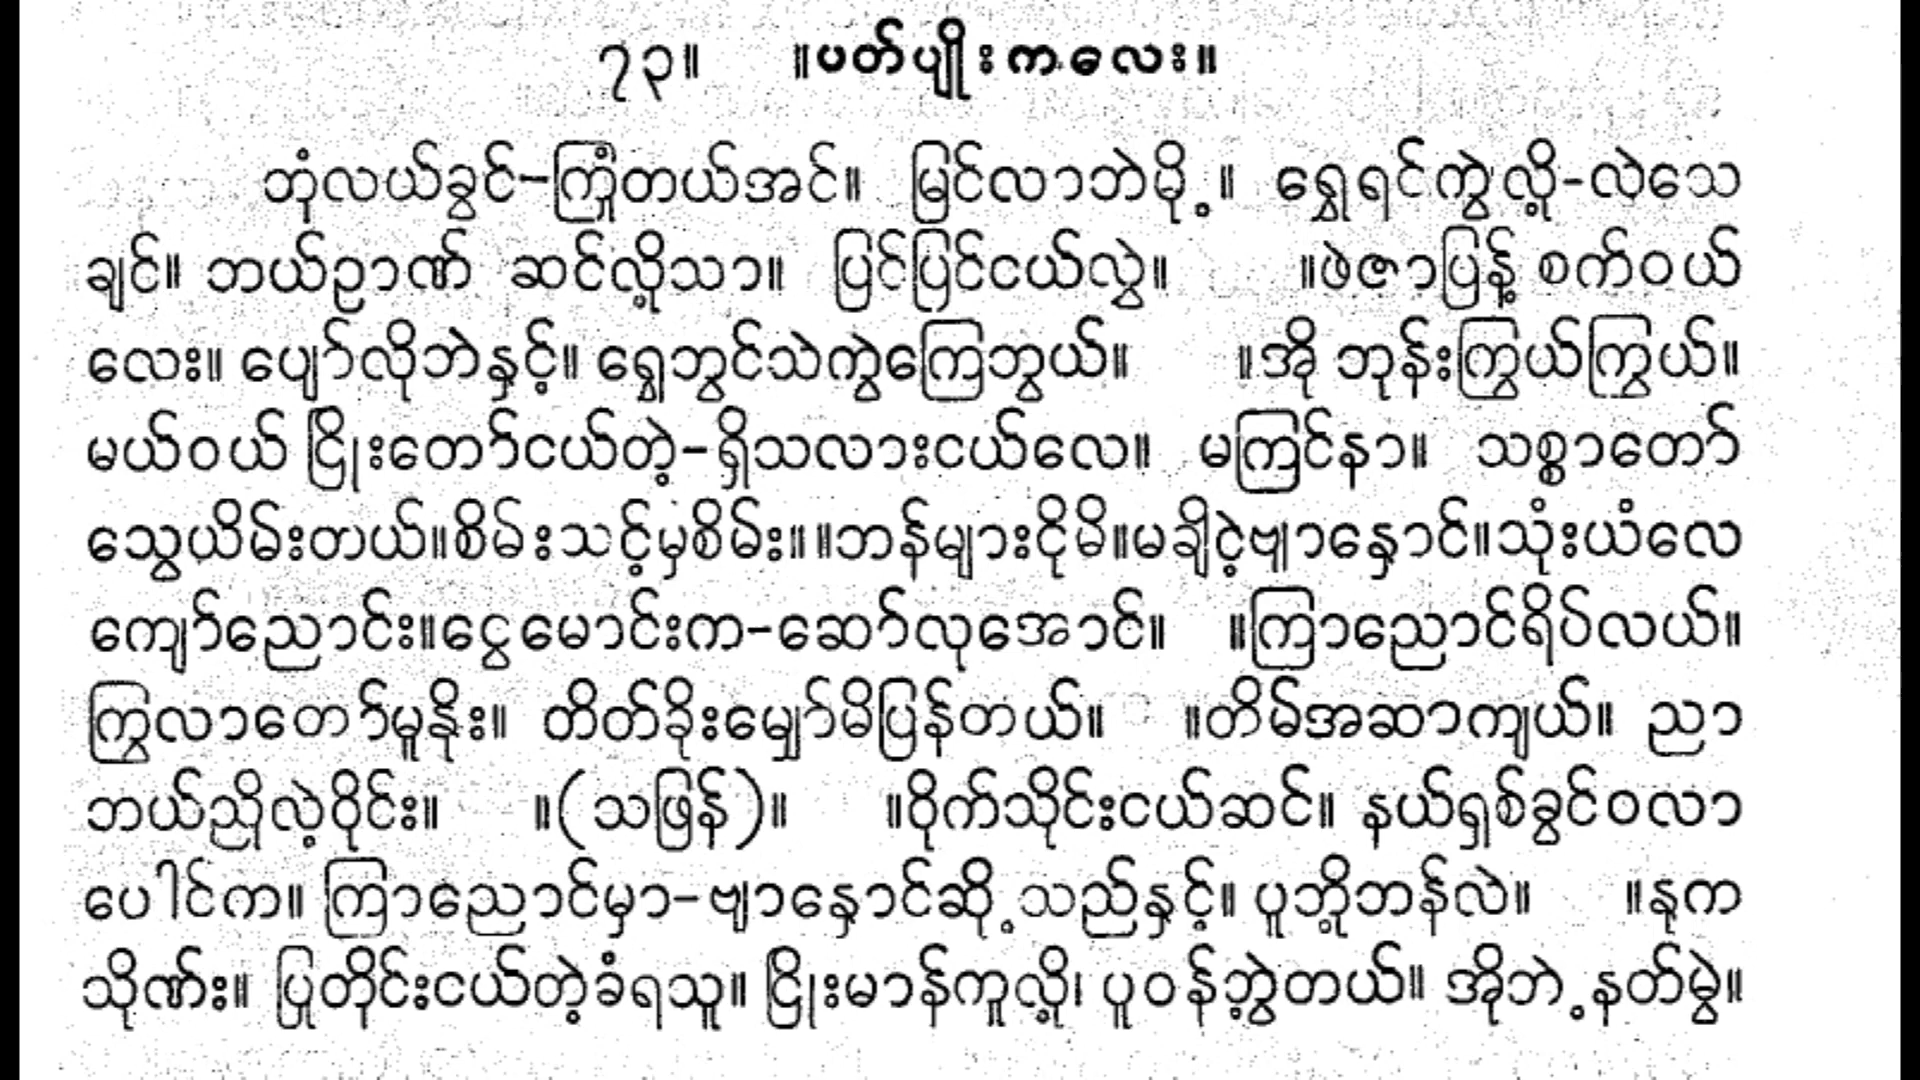 ၇၃။ ။ပတ်ပျိုးကလေး။
ဘုံလယ်ခွင်-ကြုံတယ်အင်။ မြင်လာဘဲမို့။ ရွှေရင်ကွဲလို့-လဲသေ
ချင်။ ဘယ်ဉာဏ် ဆင်လို့သာ။ ပြင်ပြင်ငယ်လွှဲ။ ။ဖဲဇာပြန့် စက်ဝယ်
လေး။ ပျော်လိုဘဲနှင့်။ ရွှေဘွင်သဲကွဲကြေဘွယ်။ ။အို ဘုန်းကြွယ်ကြွယ်။
မယ်ဝယ် ငြိုးတော်ငယ်တဲ့-ရှိသလားငယ်လေ။ မကြင်နာ။ သစ္စာတော်
သွေယိမ်းတယ်။စိမ်းသင့်မှစိမ်း။ ။ဘန်များငိုမိ။မချိငဲ့ဗျာနှောင်။သုံးယံလေ
ကျော်ညောင်း။ငွေမောင်းက-ဆော်လုအောင်။ ။ကြာညောင်ရိပ်လယ်။
ကြွလာတော်မူနိုး။ တိတ်ခိုးမျှော်မိပြန်တယ်။ ။တိမ်အဆာကျယ်။ ညာ
ဘယ်ညိုလဲ့ဝိုင်း။ ။(သဖြန်)။ ။ဝိုက်သိုင်းငယ်ဆင်။ နယ်ရှစ်ခွင်ဝလာ
ပေါင်က။ ကြာညောင်မှာ-ဗျာနှောင်ဆို့သည်နှင့်။ ပူဘို့ဘန်လဲ။ ။နုက
သိုဏ်း။ ပြုတိုင်းငယ်တဲ့ခံရသူ။ ငြိုးမာန်ကူလို့၊ ပူဝန်ဘွဲ့တယ်။ အိုဘဲ့နတ်မွဲ။